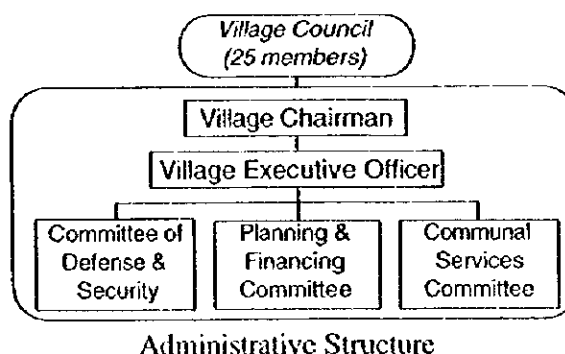 Village Council
(25 members)
Village Chairman
Village Executive Officer
Committee of
Defense &
Security
Planning &
Financing
Committee
Communal
Services
Committee
Administrative Structure